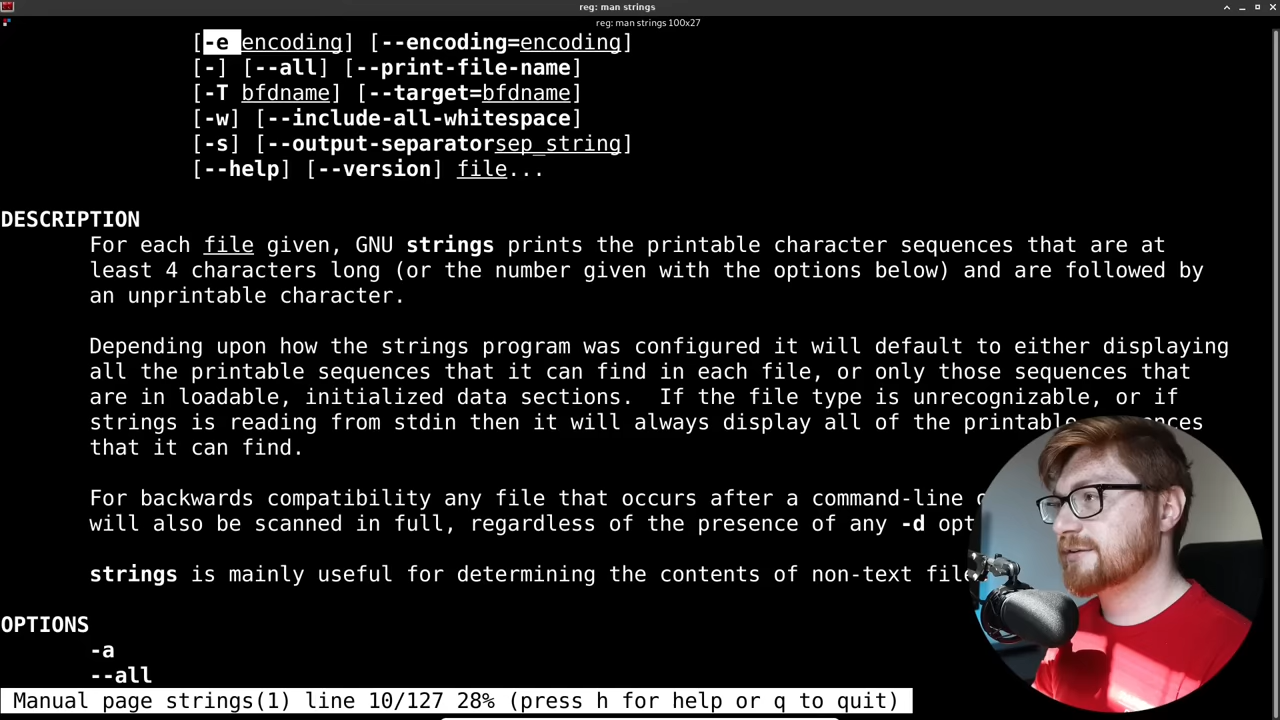 reg: man strings
reg: man strings 100x27
[-e encoding] [--encoding=encoding]
[-] [--all] [--print-file-name]
[-T bfdname] [--target=bfdname]
[-w] [--include-all-whitespace]
[-s] [--output-separatorsep_string]
[--help] [--version] file...
DESCRIPTION
For each file given, GNU strings prints the printable character sequences that are at
least 4 characters long (or the number given with the options below) and are followed by
an unprintable character.
Depending upon how the strings program was configured it will default to either displaying
all the printable sequences that it can find in each file, or only those sequences that
are in loadable, initialized data sections.  If the file type is unrecognizable, or if
strings is reading from stdin then it will always display all of the printable
that it can find.
For backwards compatibility any file that occurs after a command-line
will also be scanned in full, regardless of the presence of any -d
strings is mainly useful for determining the contents of non-text
OPTIONS
-a
--all
Manual page strings(1) line 10/127 28% (press h for help or q to quit)